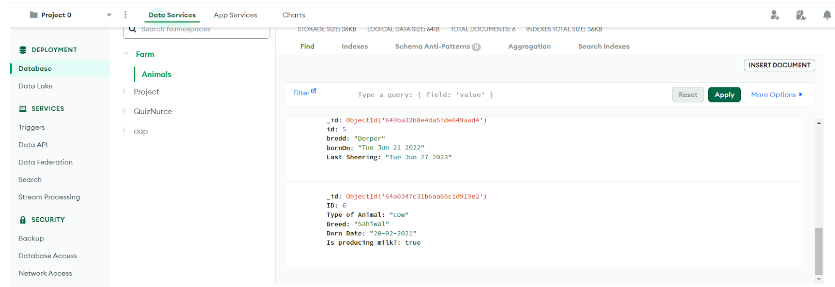 Project 0
Data Services
App Services
Charts
DEPLOYMENT
Database
Data Lake
SERVICES
Triggers
Data API
Data Federation
Search
Stream Processing
SECURITY
Backup
Database Access
Network Access
Search Namespaces
Farm
Animals
Project
QuizNurce
oap
STORAGE SIZE: 36KB LOGICAL DATA SIZE: 641B TOTAL DOCUMENTS: 6 INDEXES TOTAL SIZE: 36KB
Find
Indexes
Schema Anti-Patterns 0
Aggregation
Search Indexes
INSERT DOCUMENT
Filter
Type a query: { field: 'value' }
Reset
Apply
More Options
_id: ObjectId('649ba32b8e4da5fde649aad4')
id: 5
bredd: "Dorper"
bornOn: "Tue Jun 21 2022"
Last Sheering: "Tue Jun 27 2023"
_id: ObjectId('64a0347c31b6aa65c1d919e2')
ID: 6
Type of Animal: "cow"
Breed: "Sahiwal"
Born Date: "20-02-2021"
Is producing milk?: true